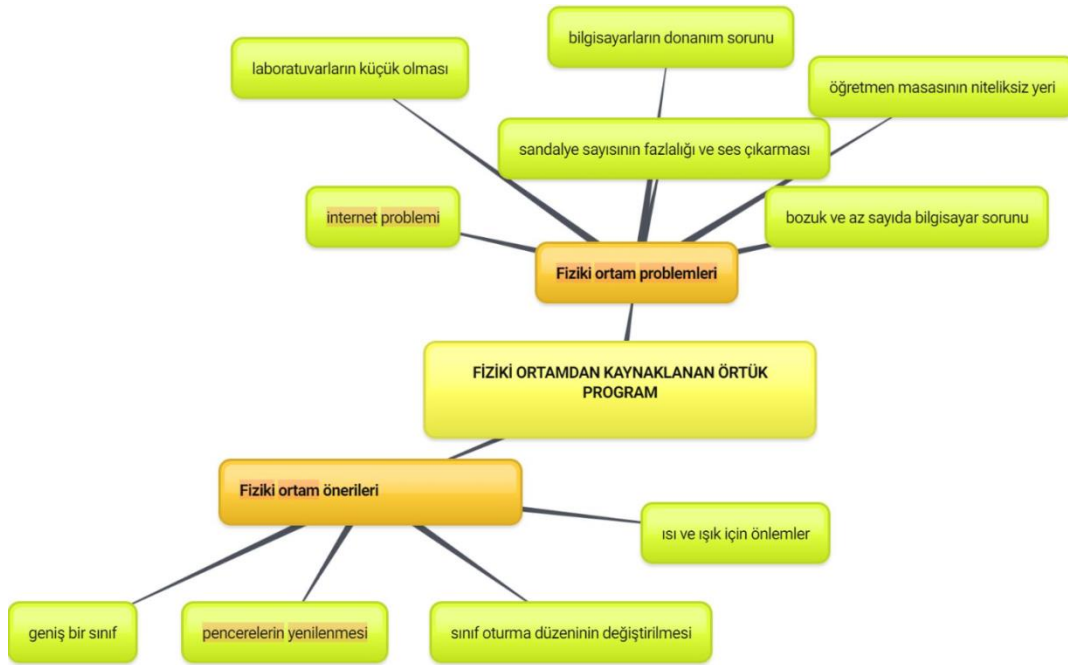 bilgisayarların donanım sorunu
laboratuvarların küçük olması
öğretmen masasının niteliksiz yeri
sandalye sayısının fazlalığı ve ses çıkarması
internet problemi
bozuk ve az sayıda bilgisayar sorunu
Fiziki ortam problemleri
FİZİKİ ORTAMDAN KAYNAKLANAN ÖRTÜK
PROGRAM
Fiziki ortam önerileri
ısı ve ışık için önlemler
geniş bir sınıf
pencerelerin yenilenmesi
sınıf oturma düzeninin değiştirilmesi